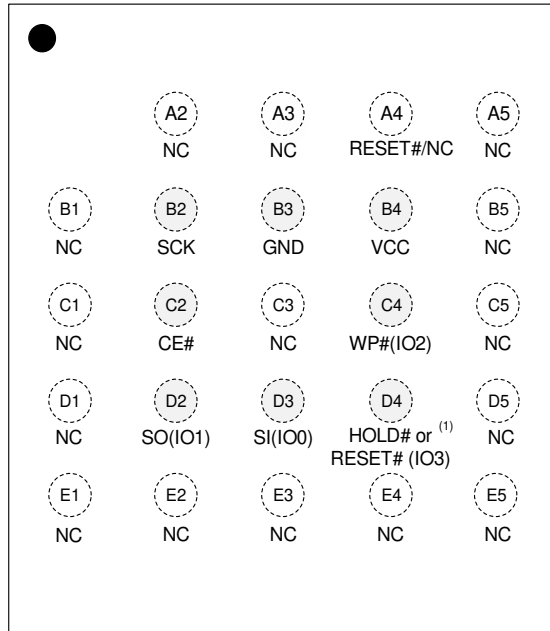 A2 A3 A4 A5
NC NC RESET#/NC NC
B1 B2 B3 B4 B5
NC SCK GND VCC NC
C1 C2 C3 C4 C5
NC CE# NC WP#(IO2) NC
D1 D2 D3 D4 D5
NC SO(IO1) SI(IO0) HOLD# or (1) NC
RESET# (IO3)
E1 E2 E3 E4 E5
NC NC NC NC NC